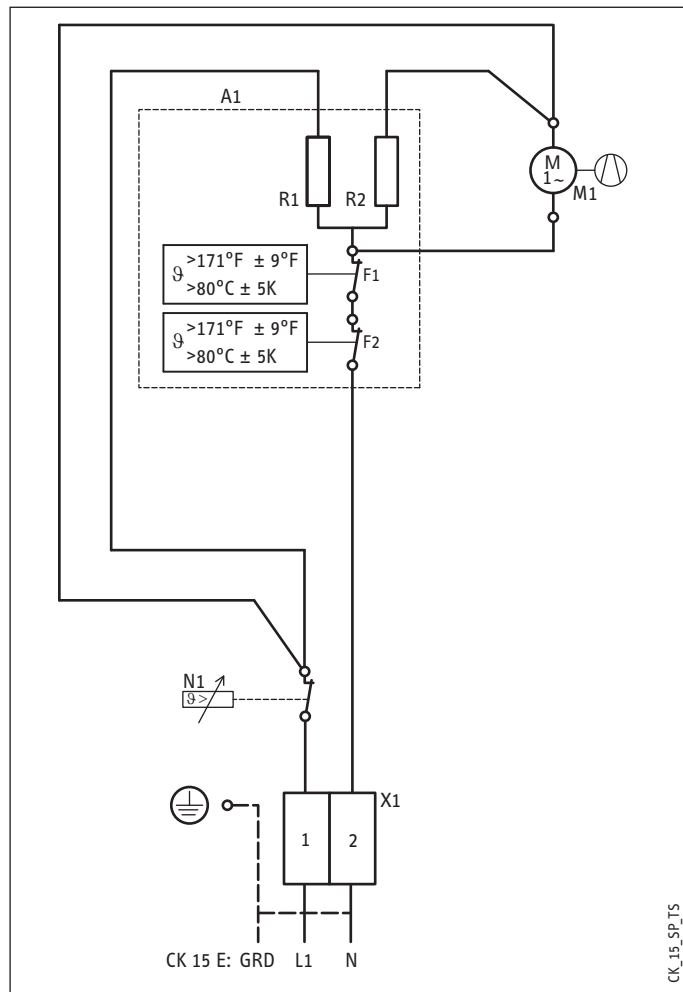 A1
M
1~
M1
R1
R2
ϑ >171°F ± 9°F
>80°C ± 5K
F1
ϑ >171°F ± 9°F
>80°C ± 5K
F2
N1
ϑ>
X1
1
2
CK 15 E: GRD L1 N
CK_15_SP_TS